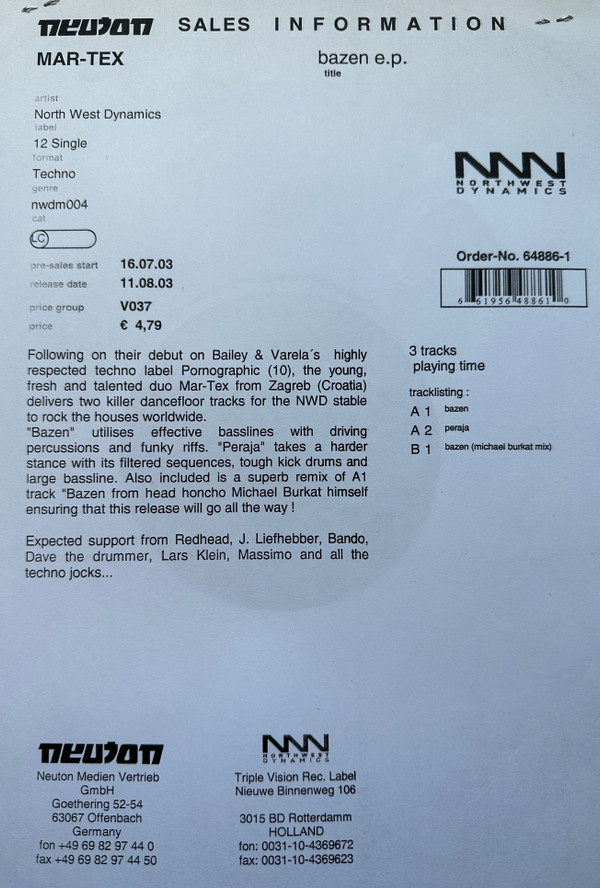 neuton SALES INFORMATION
MAR-TEX bazen e.p.
title
artist
North West Dynamics
label
12 Single
format
Techno
genre
nwdm004
cat
LC
NORTHWEST
DYNAMICS
Order-No. 64886-1
6 61956 48861 0
pre-sales start 16.07.03
release date 11.08.03
price group V037
price € 4,79
Following on their debut on Bailey & Varela´s highly
respected techno label Pornographic (10), the young,
fresh and talented duo Mar-Tex from Zagreb (Croatia)
delivers two killer dancefloor tracks for the NWD stable
to rock the houses worldwide.
"Bazen" utilises effective basslines with driving
percussions and funky riffs. "Peraja" takes a harder
stance with its filtered sequences, tough kick drums and
large bassline. Also included is a superb remix of A1
track "Bazen from head honcho Michael Burkat himself
ensuring that this release will go all the way !
Expected support from Redhead, J. Liefhebber, Bando,
Dave the drummer, Lars Klein, Massimo and all the
techno jocks...
3 tracks
playing time
tracklisting :
A 1 bazen
A 2 peraja
B 1 bazen (michael burkat mix)
neuton
Neuton Medien Vertrieb
GmbH
Goethering 52-54
63067 Offenbach
Germany
fon +49 69 82 97 44 0
fax +49 69 82 97 44 50
NORTHWEST
DYNAMICS
Triple Vision Rec. Label
Nieuwe Binnenweg 106
3015 BD Rotterdamm
HOLLAND
fon: 0031-10-4369672
fax: 0031-10-4369623